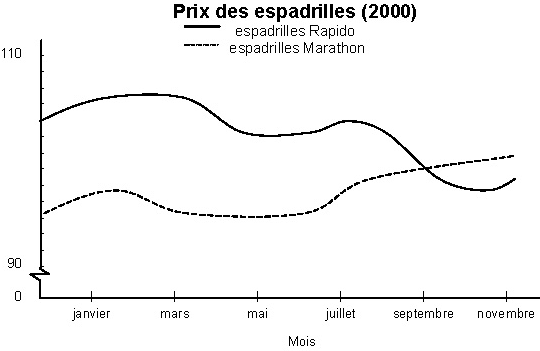 Prix des espadrilles (2000)
espadrilles Rapido
espadrilles Marathon
110
90
0
janvier mars mai juillet septembre novembre
Mois